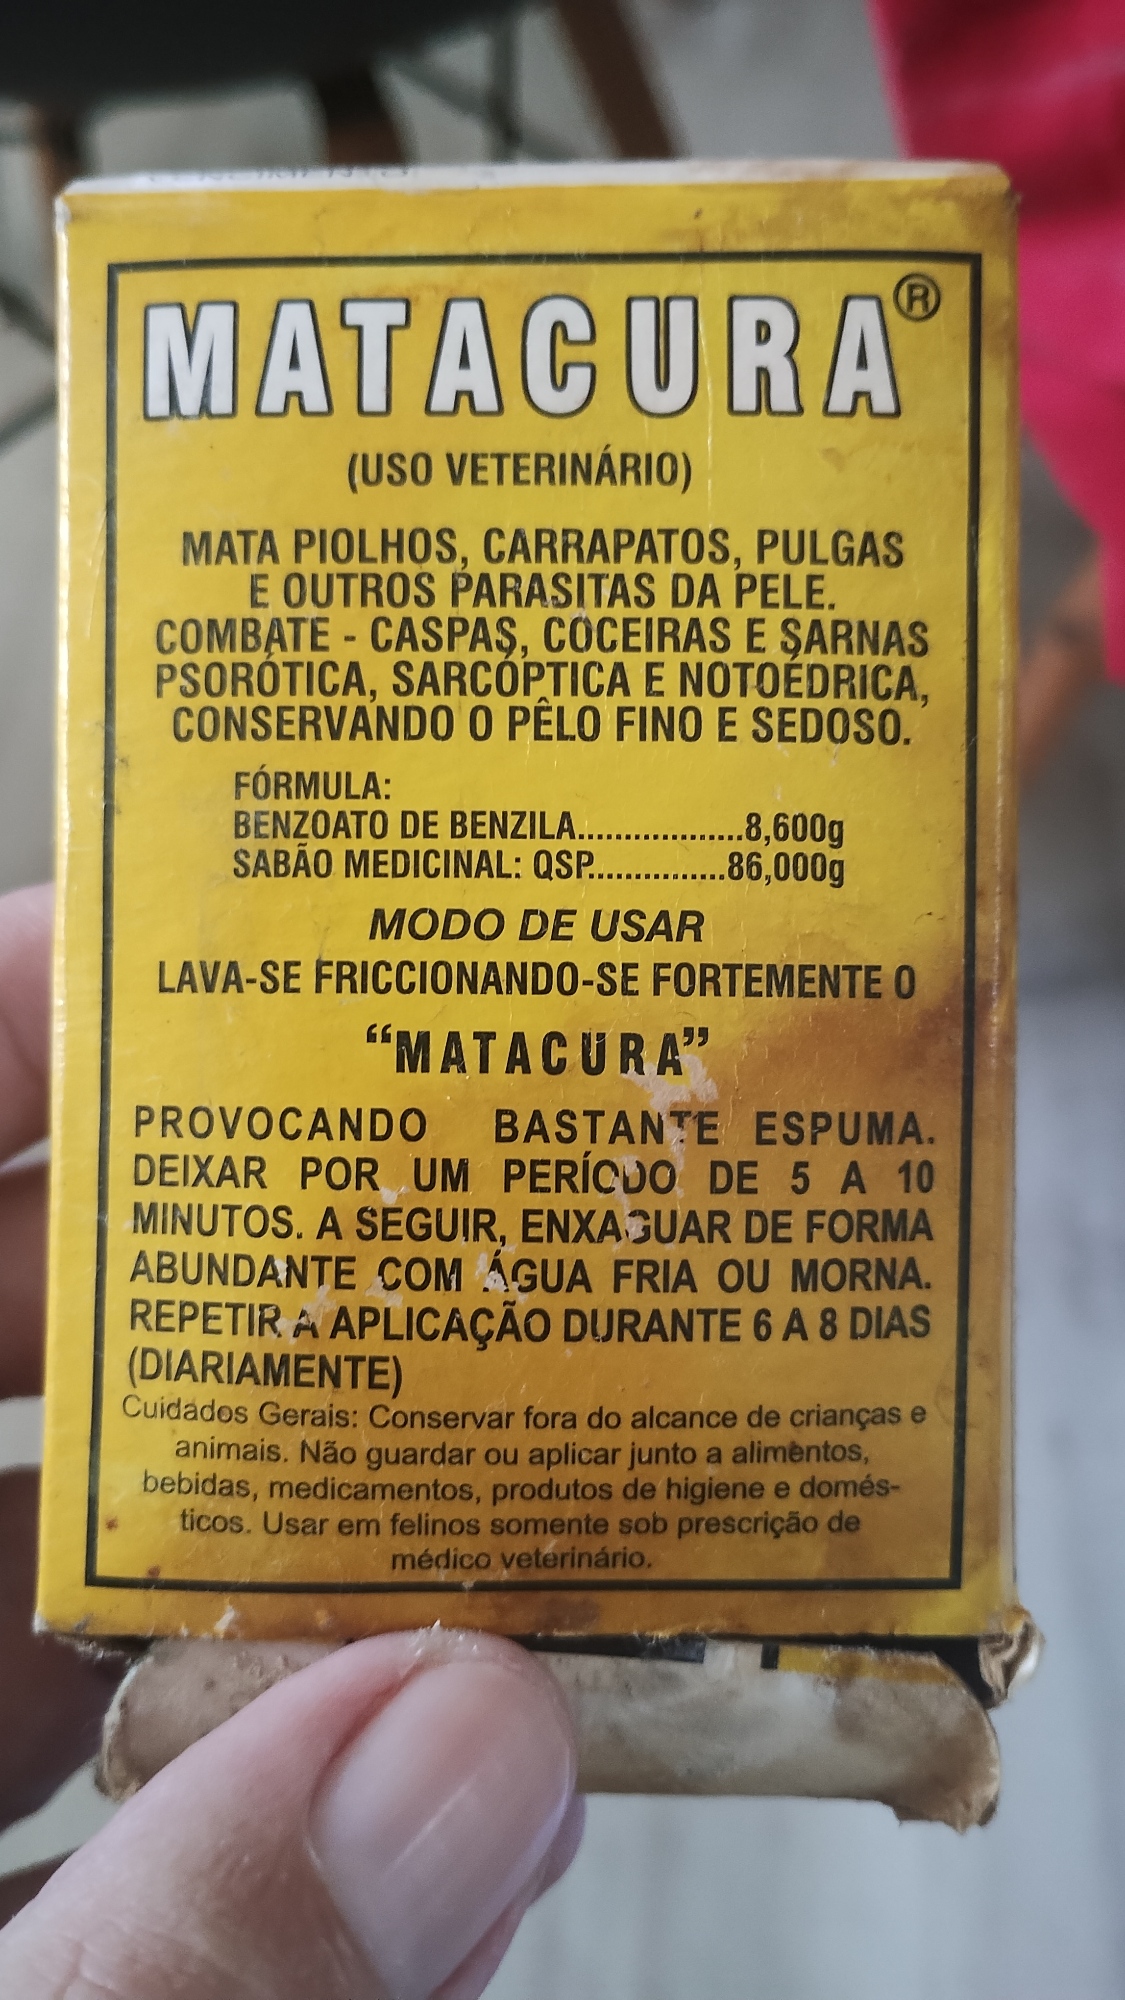 MATACURA®
(USO VETERINÁRIO)
MATA PIOLHOS, CARRAPATOS, PULGAS
E OUTROS PARASITAS DA PELE.
COMBATE - CASPAS, COCEIRAS E SARNAS
PSORÓTICA, SARCÓPTICA E NOTOÉDRICA,
CONSERVANDO O PÊLO FINO E SEDOSO.
FÓRMULA:
BENZOATO DE BENZILA..................8,600g
SABÃO MEDICINAL: QSP...............86,000g
MODO DE USAR
LAVA-SE FRICCIONANDO-SE FORTEMENTE O
“MATACURA”
PROVOCANDO BASTANTE ESPUMA.
DEIXAR POR UM PERÍODO DE 5 A 10
MINUTOS. A SEGUIR, ENXAGUAR DE FORMA
ABUNDANTE COM ÁGUA FRIA OU MORNA.
REPETIR A APLICAÇÃO DURANTE 6 A 8 DIAS
(DIARIAMENTE)
Cuidados Gerais: Conservar fora do alcance de crianças e
animais. Não guardar ou aplicar junto a alimentos,
bebidas, medicamentos, produtos de higiene e domés-
ticos. Usar em felinos somente sob prescrição de
médico veterinário.